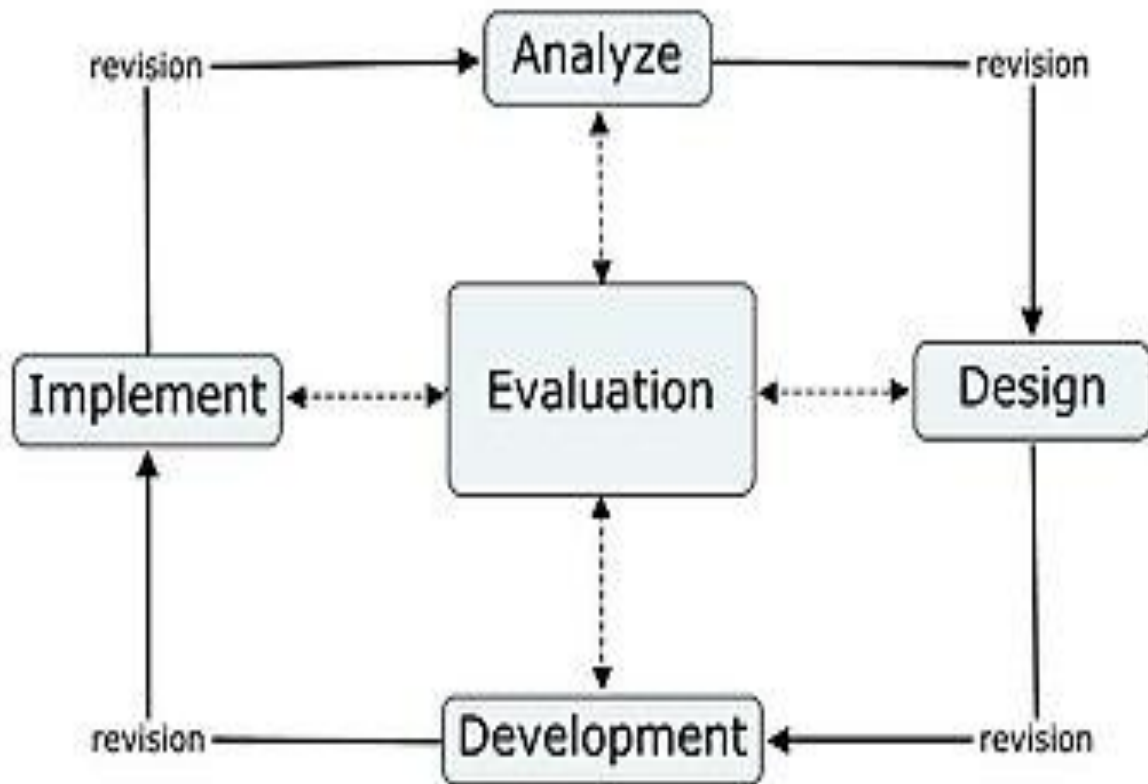 Analyze
revision
revision
Implement
Evaluation
Design
revision
Development
revision